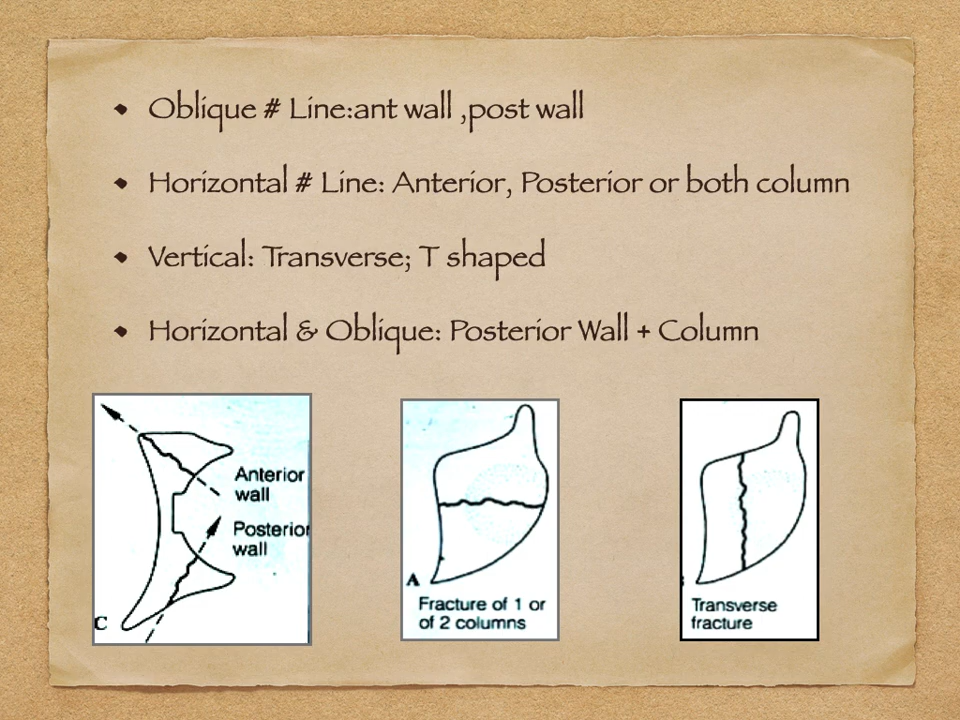 • Oblique # Line:ant wall ,post wall
• Horizontal # Line: Anterior, Posterior or both column
• Vertical: Transverse; T shaped
• Horizontal & Oblique: Posterior Wall + Column
Anterior
wall
Posterior
wall
C
A
Fracture of 1 or
of 2 columns
Transverse
fracture